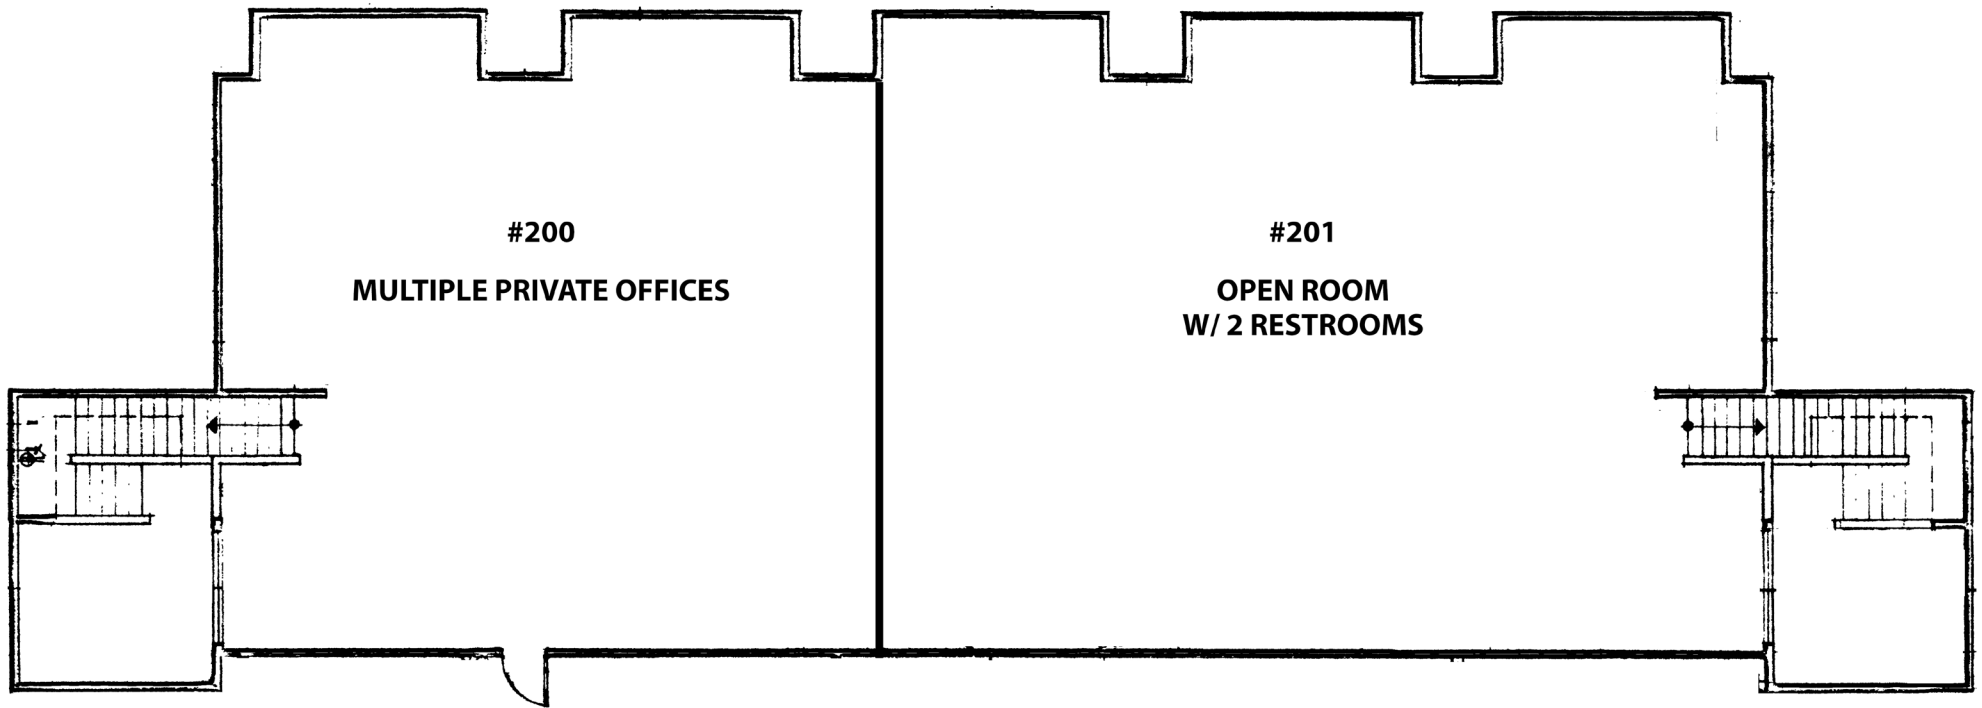 #200
MULTIPLE PRIVATE OFFICES
#201
OPEN ROOM
W/ 2 RESTROOMS